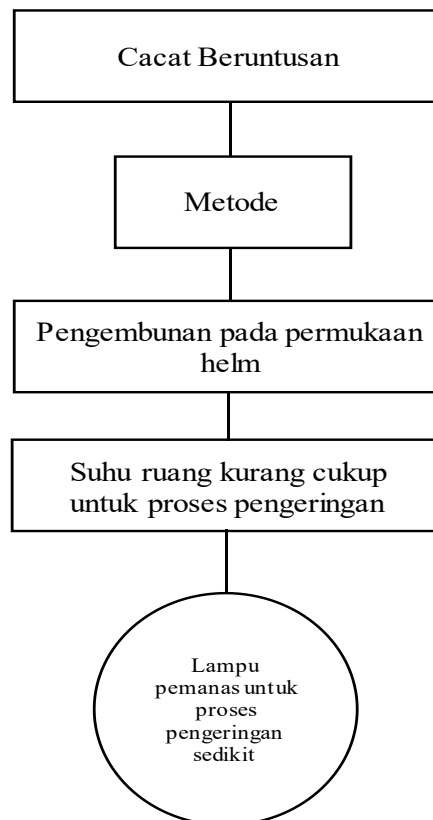 Cacat Beruntusan
Metode
Pengembunan pada permukaan
helm
Suhu ruang kurang cukup
untuk proses pengeringan
Lampu
pemanas untuk
proses
pengeringan
sedikit